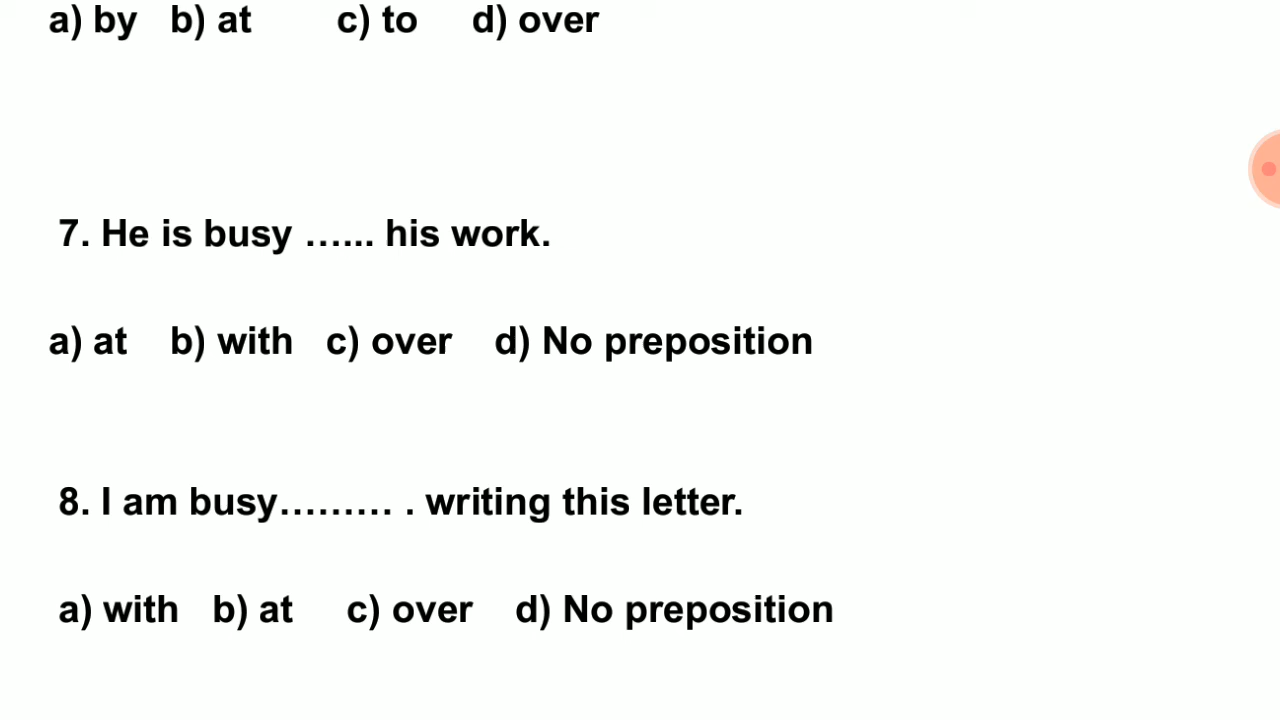 a) by b) at c) to d) over
7. He is busy …... his work.
a) at b) with c) over d) No preposition
8. I am busy……… . writing this letter.
a) with b) at c) over d) No preposition